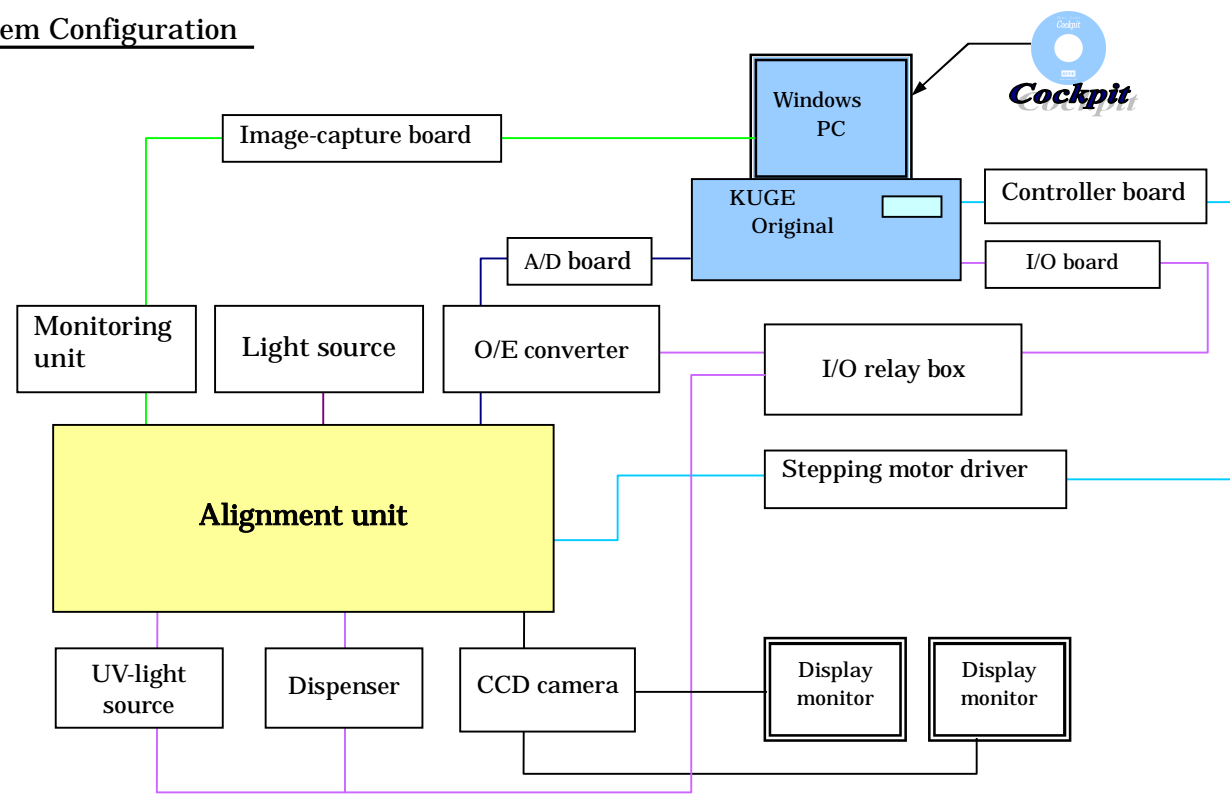 em Configuration
Cockpit
Cockpit
Windows
PC
Image-capture board
KUGE
Original
Controller board
A/D board
I/O board
Monitoring
unit
Light source
O/E converter
I/O relay box
Stepping motor driver
Alignment unit
UV-light
source
Dispenser
CCD camera
Display
monitor
Display
monitor